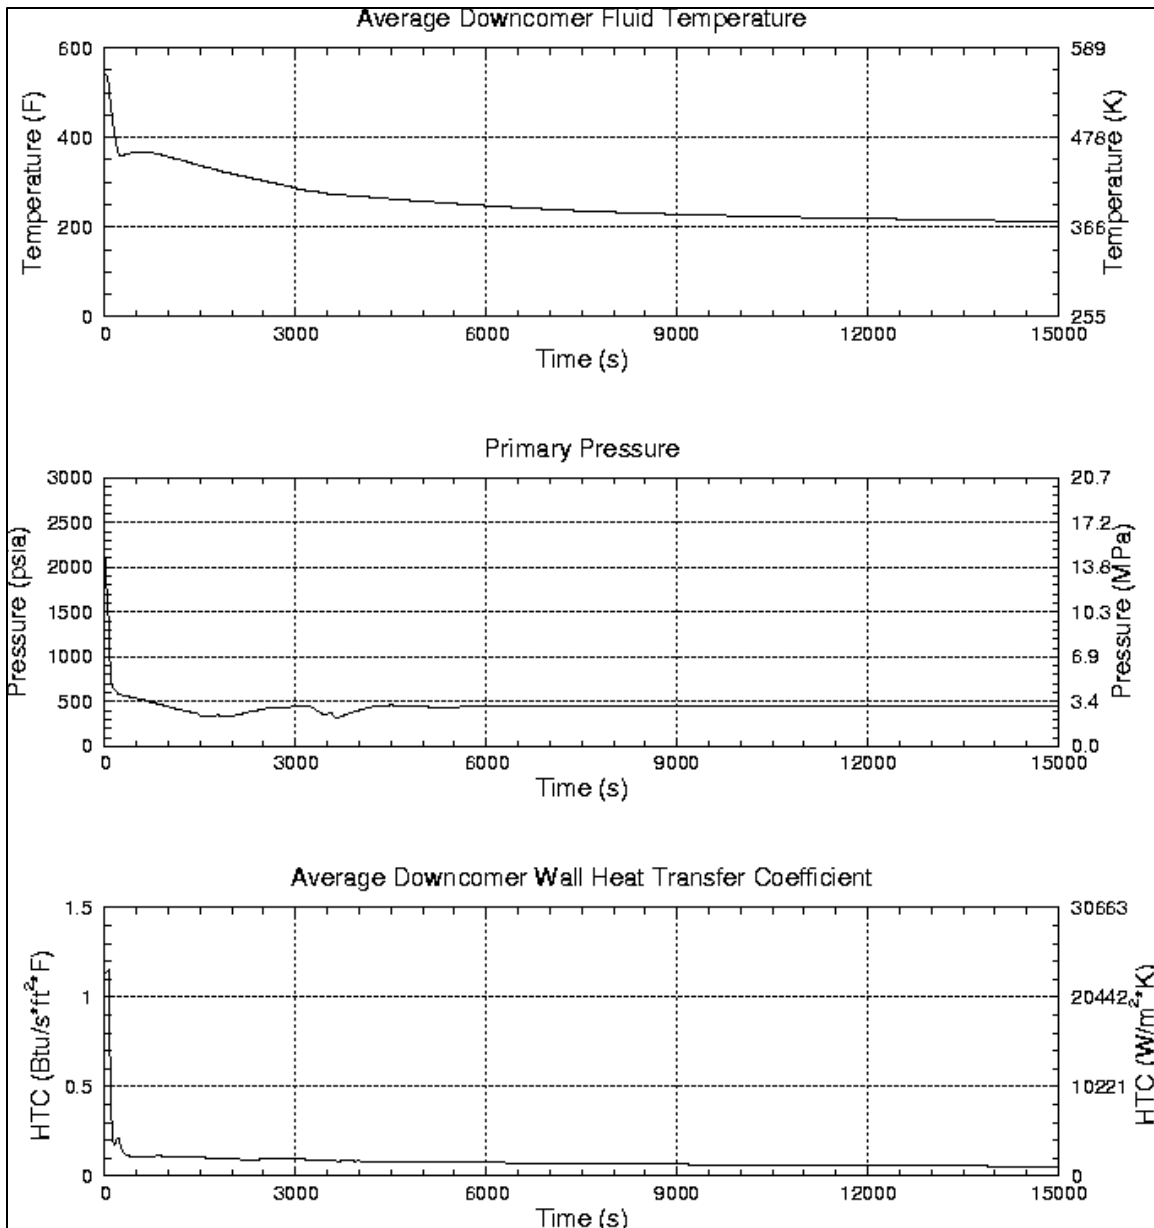 Average Downcomer Fluid Temperature
600
400
200
0
Temperature (F)
589
478
366
255
Temperature (K)
0 3000 6000 9000 12000 15000
Time (s)
Primary Pressure
3000
2500
2000
1500
1000
500
0
Pressure (psia)
20.7
17.2
13.8
10.3
6.9
3.4
0.0
Pressure (MPa)
0 3000 6000 9000 12000 15000
Time (s)
Average Downcomer Wall Heat Transfer Coefficient
1.5
1
0.5
0
HTC (Btu/s*ft²*F)
30663
20442
10221
0
HTC (W/m²*K)
0 3000 6000 9000 12000 15000
Time (s)